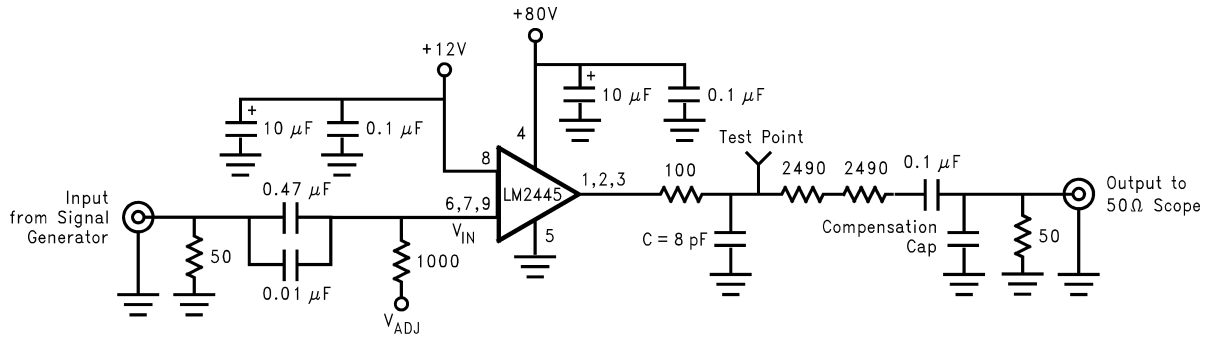 +80V
+12V
+
10 μF
0.1 μF
+
10 μF
0.1 μF
4
Test Point
8
LM2445
1,2,3
100
2490
2490
0.1 μF
Input
from Signal
Generator
0.47 μF
6,7,9
VIN
5
C = 8 pF
Compensation
Cap
Output to
50Ω Scope
50
1000
50
0.01 μF
VADJ